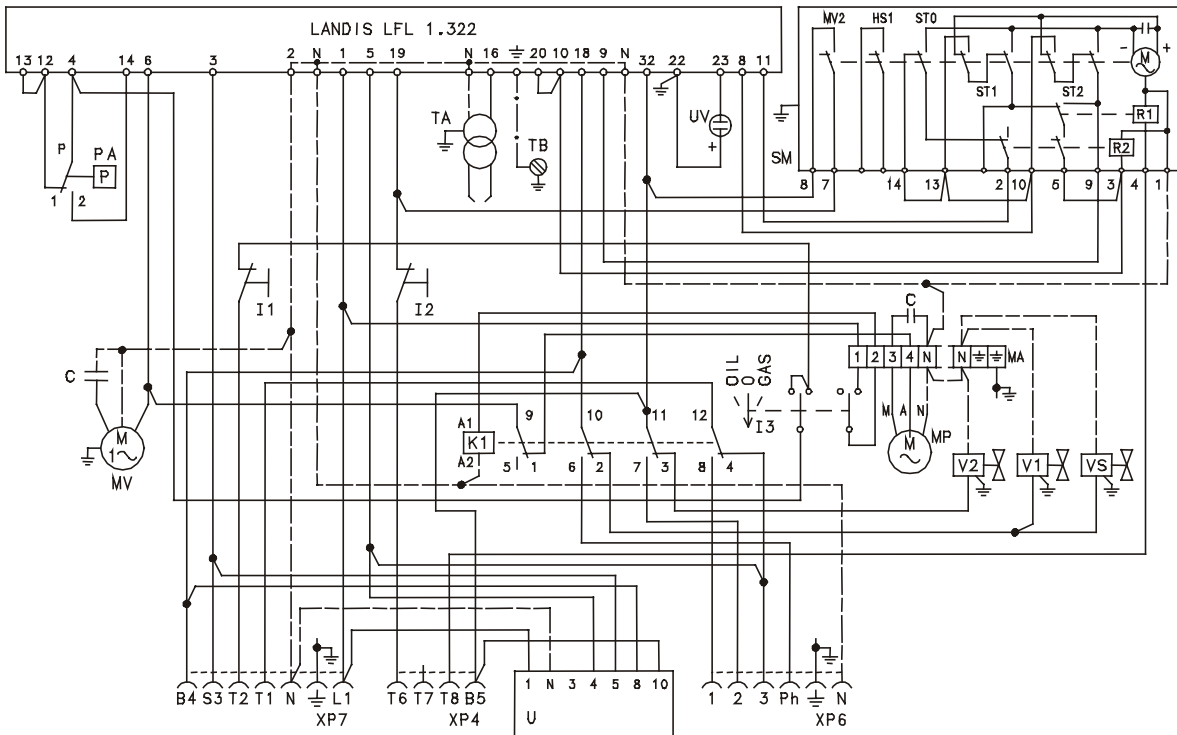 LANDIS LFL 1.322
MV2 HS1 ST0
13 12 4 14 6 3 2 N 1 5 19 N 16 20 10 18 9 N 32 22 23 8 11
- M +
ST1 ST2
TA
UV
+
R1
P
PA
P
TB
R2
SM
1 2
8 7 14 13 2 10 5 9 3 4 1
I1 I2
C
1 2 3 4 N N MA
C
OIL
O
GAS
I3
9 10 11 12
A1
K1
A2
M A N
M
MP
M
1
MV
5 1 6 2 7 3 8 4
V2 V1 VS
1 N 3 4 5 8 10
U
B4 S3 T2 T1 N L1 T6 T7 T8 B5 1 2 3 Ph N
XP7 XP4 XP6